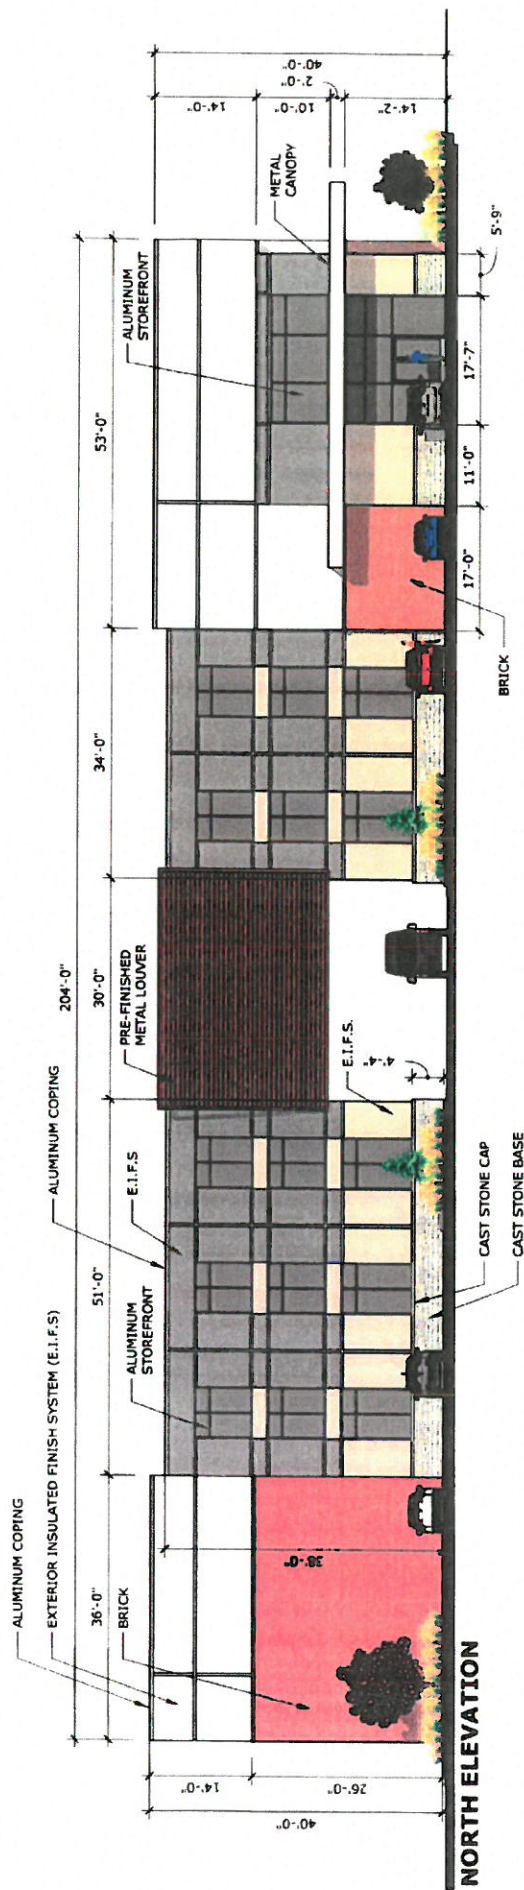 ALUMINUM COPING
EXTERIOR INSULATED FINISH SYSTEM (E.I.F.S)
36'-0"
BRICK
204'-0"
ALUMINUM COPING
51'-0"
E.I.F.S
ALUMINUM
STOREFRONT
30'-0"
PRE-FINISHED
METAL LOUVER
34'-0"
53'-0"
ALUMINUM
STOREFRONT
METAL
CANOPY
40'-0"
14'-0"
26'-0"
38'-0"
E.I.F.S.
4'-4"
CAST STONE CAP
CAST STONE BASE
BRICK
17'-0"
11'-0"
17'-7"
5'-9"
14'-0"
10'-0"
2'-0"
14'-2"
40'-0"
NORTH ELEVATION